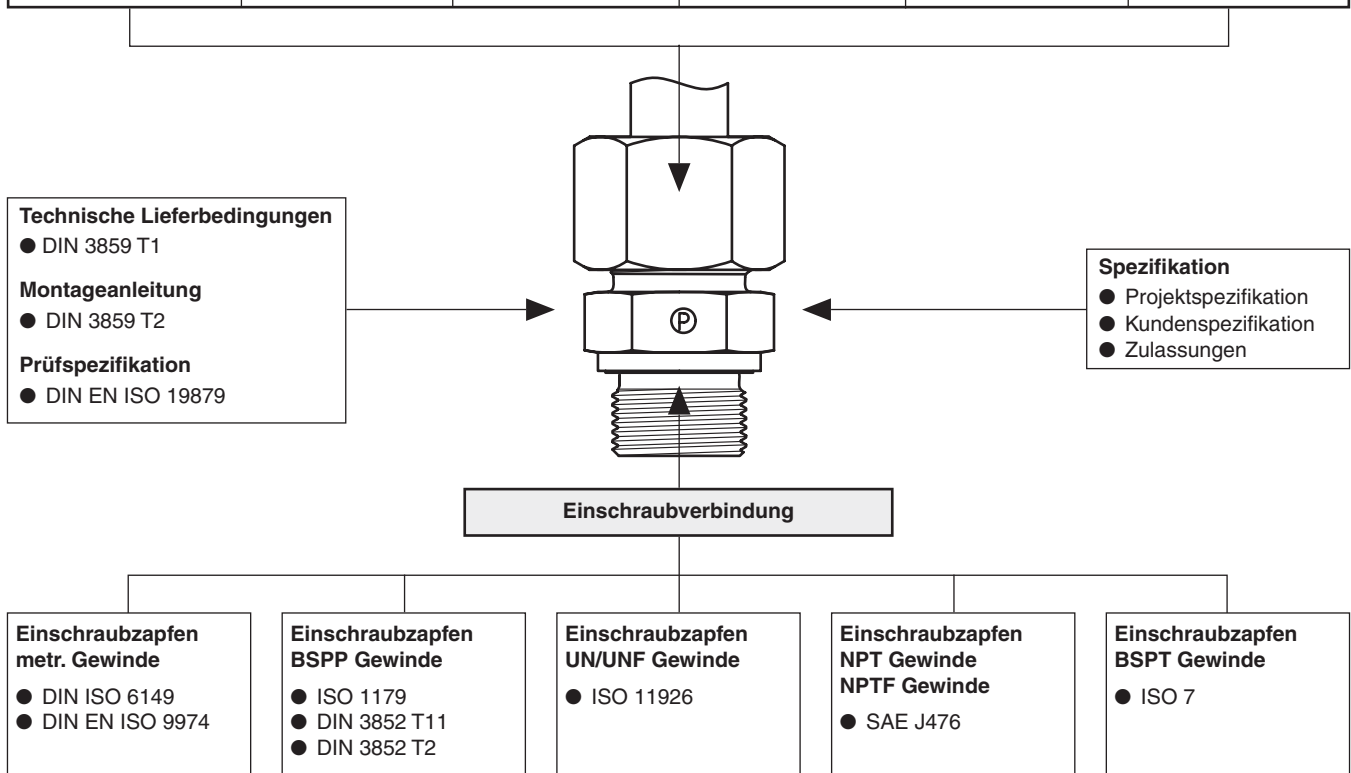 Technische Lieferbedingungen
● DIN 3859 T1
Montageanleitung
● DIN 3859 T2
Prüfspezifikation
● DIN EN ISO 19879
P
Spezifikation
● Projektspezifikation
● Kundenspezifikation
● Zulassungen
Einschraubverbindung
Einschraubzapfen
metr. Gewinde
● DIN ISO 6149
● DIN EN ISO 9974
Einschraubzapfen
BSPP Gewinde
● ISO 1179
● DIN 3852 T11
● DIN 3852 T2
Einschraubzapfen
UN/UNF Gewinde
● ISO 11926
Einschraubzapfen
NPT Gewinde
NPTF Gewinde
● SAE J476
Einschraubzapfen
BSPT Gewinde
● ISO 7